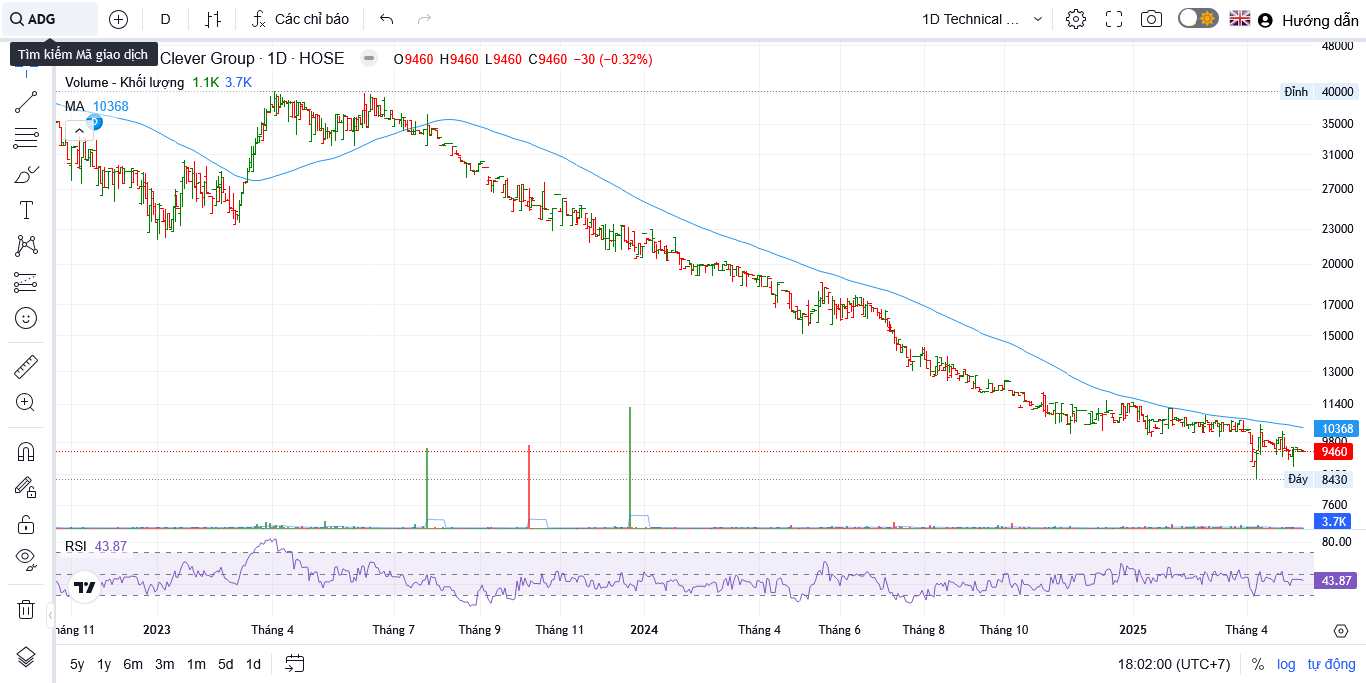 ADG
D
Các chỉ báo
1D Technical ...
Hướng dẫn
Tìm kiếm Mã giao dịch
Clever Group · 1D · HOSE
O9460 H9460 L9460 C9460 −30 (−0.32%)
Volume - Khối lượng 1.1K 3.7K
MA 10368
48000
Đỉnh 40000
35000
31000
27000
23000
20000
17000
15000
13000
11400
10368
9800
9460
Đáy 8430
7600
3.7K
RSI 43.87
80.00
43.87
háng 11 2023 Tháng 4 Tháng 7 Tháng 9 Tháng 11 2024 Tháng 4 Tháng 6 Tháng 8 Tháng 10 2025 Tháng 4
5y 1y 6m 3m 1m 5d 1d
18:02:00 (UTC+7) % log tự động